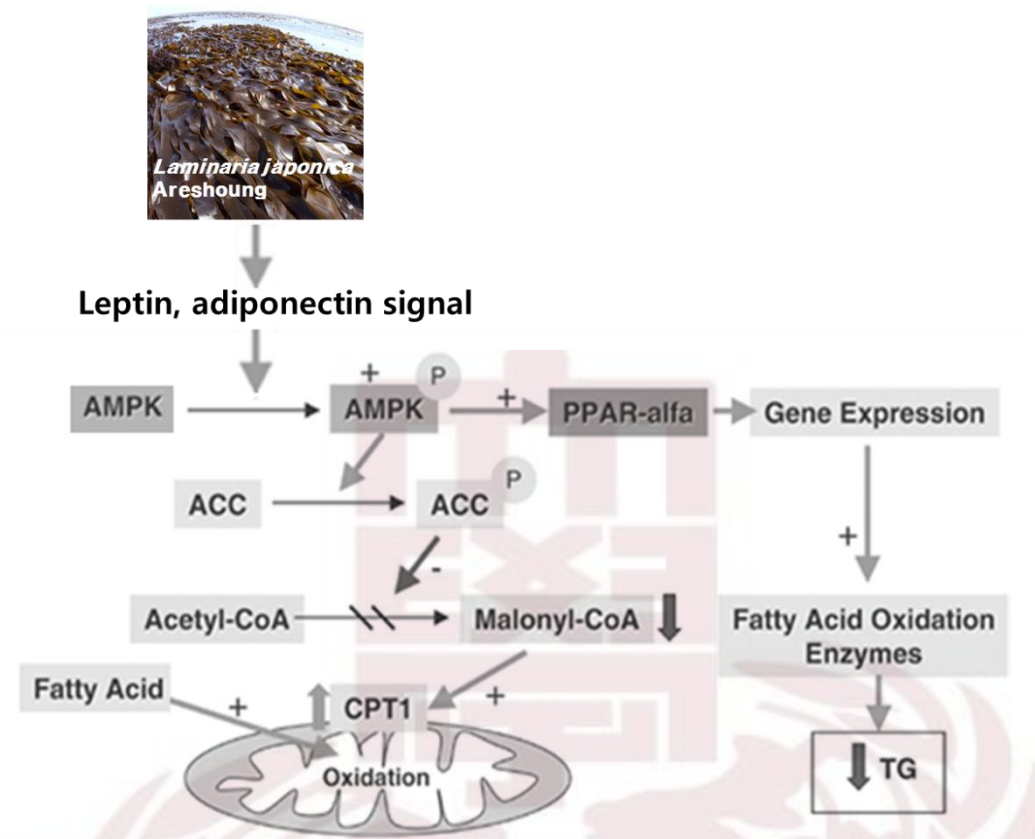 Laminaria japonica
Areshoung
Leptin, adiponectin signal
+
P
AMPK
AMPK
+
PPAR-alfa
Gene Expression
P
ACC
ACC
+
-
Acetyl-CoA
Malonyl-CoA
Fatty Acid Oxidation
Enzymes
Fatty Acid
+
CPT1
+
Oxidation
TG